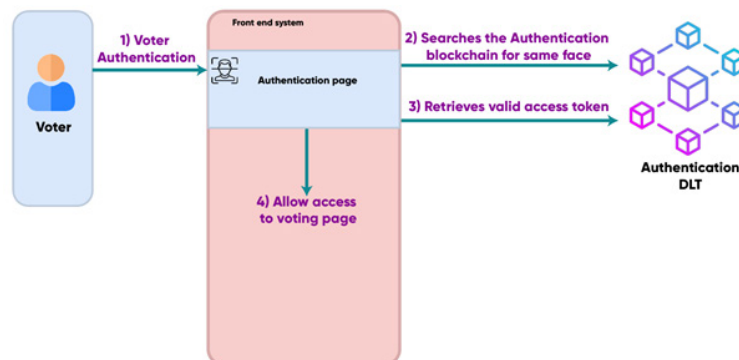 Front end system
1) Voter
Authentication
2) Searches the Authentication
blockchain for same face
Authentication page
3) Retrieves valid access token
Voter
Authentication
DLT
4) Allow access
to voting page